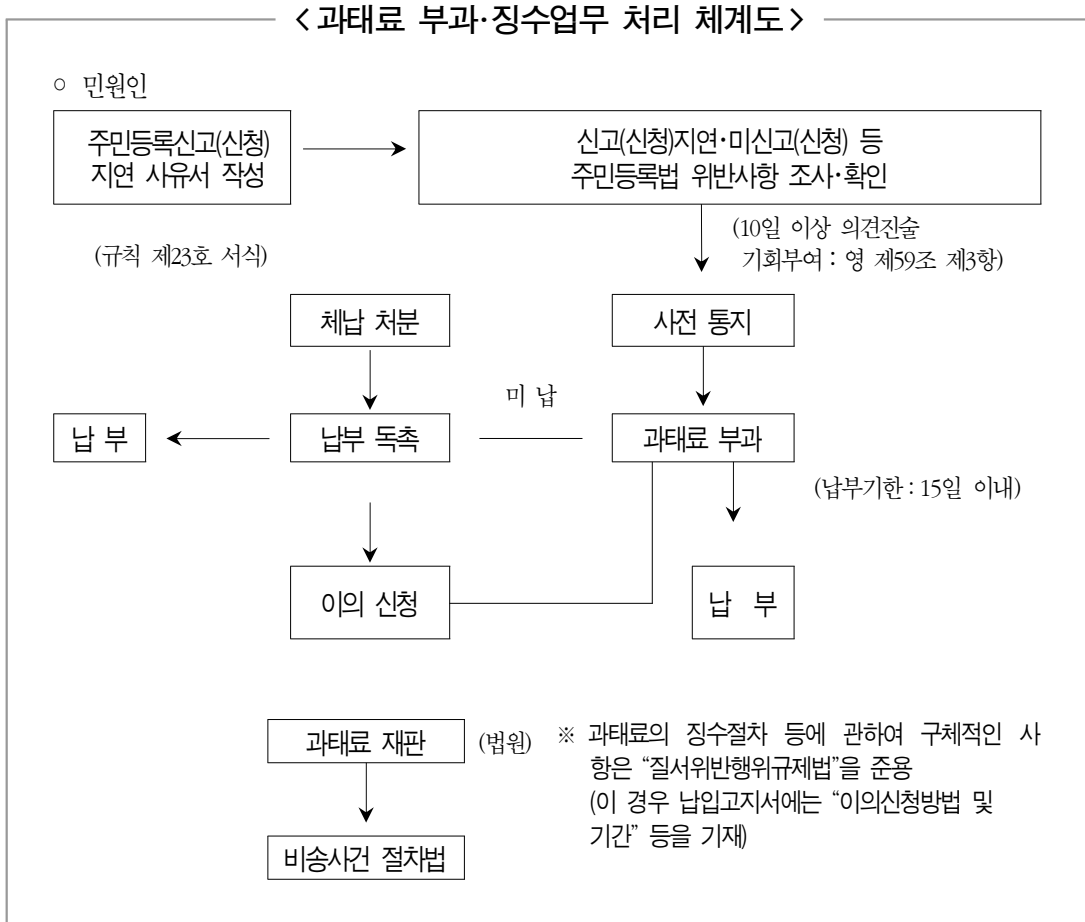 <과태료 부과·징수업무 처리 체계도>
○ 민원인
주민등록신고(신청)
지연 사유서 작성
신고(신청)지연·미신고(신청) 등
주민등록법 위반사항 조사·확인
(규칙 제23호 서식)
(10일 이상 의견진술
기회부여 : 영 제59조 제3항)
체납 처분
사전 통지
납 부
납부 독촉
미 납
과태료 부과
(납부기한 : 15일 이내)
이의 신청
납 부
과태료 재판
(법원)
비송사건 절차법
※ 과태료의 징수절차 등에 관하여 구체적인 사
항은 “질서위반행위규제법”을 준용
(이 경우 납입고지서에는 “이의신청방법 및
기간” 등을 기재)